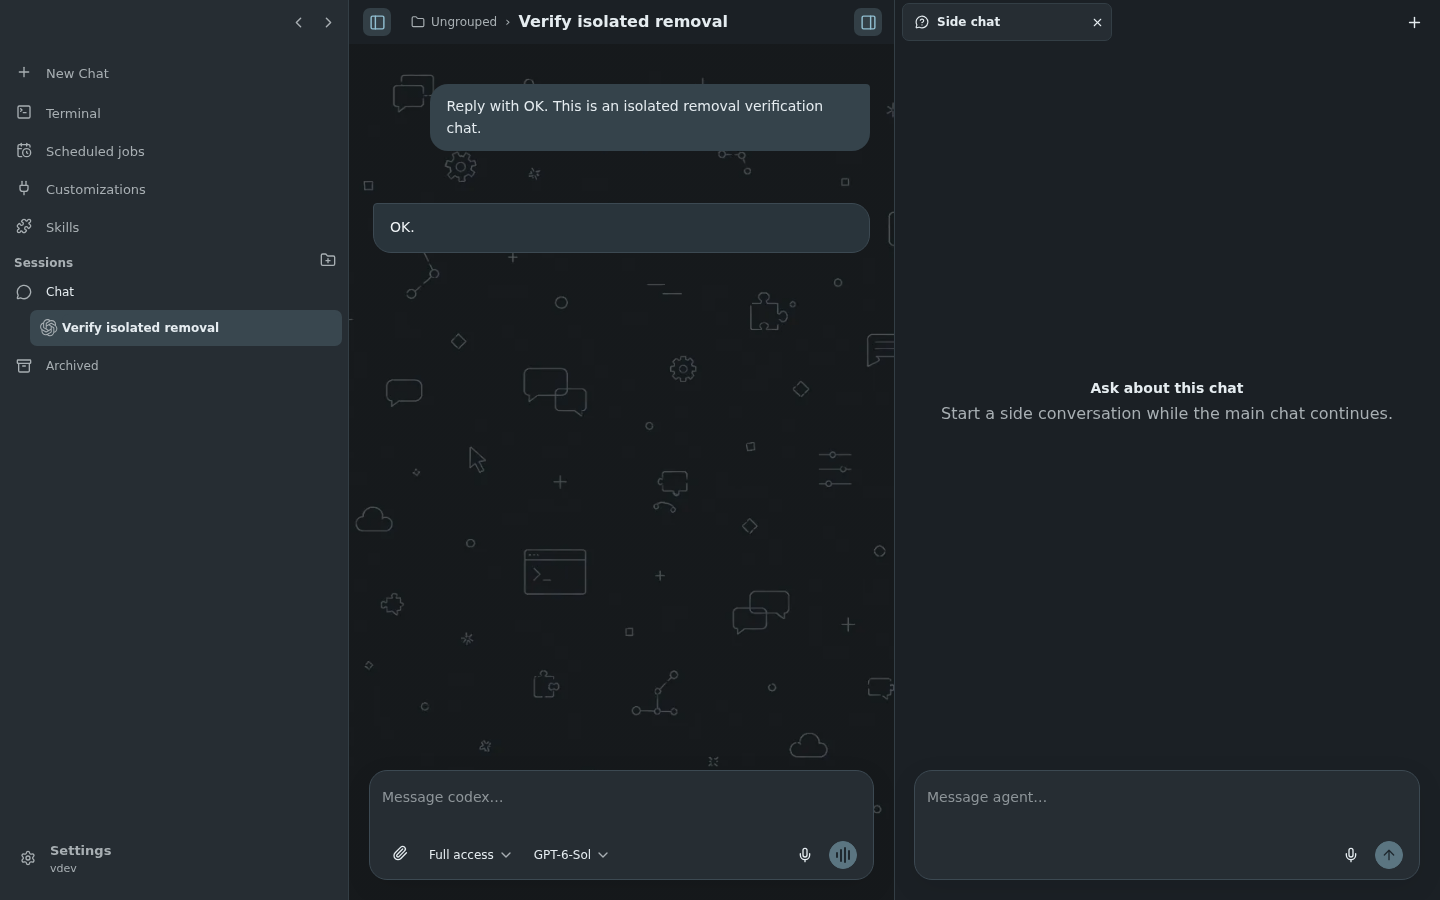 New Chat
Terminal
Scheduled jobs
Customizations
Skills
Sessions
Chat
Verify isolated removal
Archived
Settings
vdev
Ungrouped › Verify isolated removal
Reply with OK. This is an isolated removal verification
chat.
OK.
Message codex…
Full access
GPT-6-Sol
Side chat
Ask about this chat
Start a side conversation while the main chat continues.
Message agent…